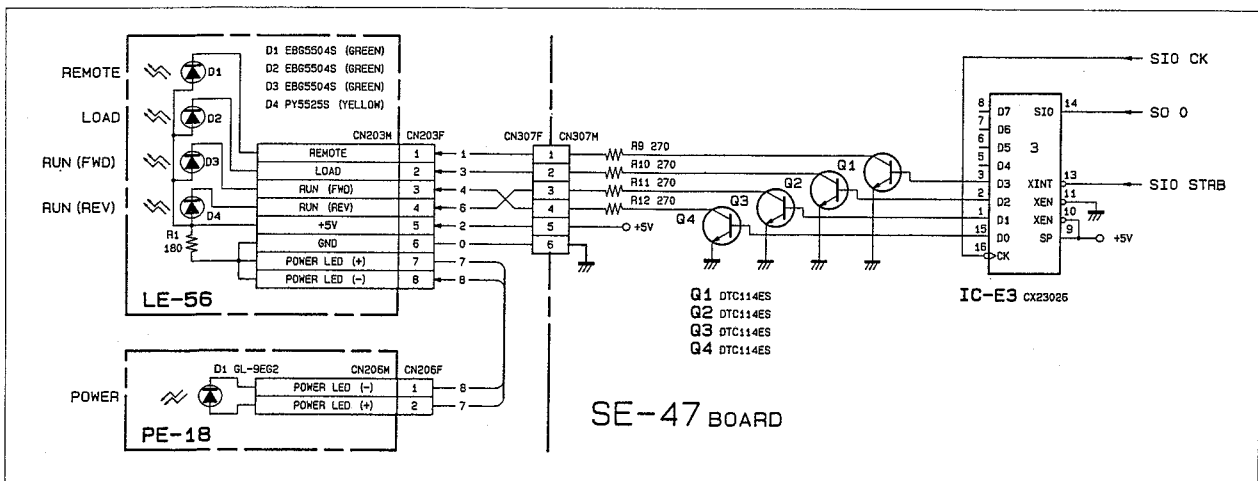 REMOTE
LOAD
RUN (FWD)
RUN (REV)
D1
D2
D3
D4
R1
180
D1 EBG5504S (GREEN)
D2 EBG5504S (GREEN)
D3 EBG5504S (GREEN)
D4 PY5525S (YELLOW)
CN203M CN203F
REMOTE 1 1
LOAD 2 3
RUN (FWD) 3 4
RUN (REV) 4 6
+5V 5 2
GND 6 0
POWER LED (+) 7 7
POWER LED (-) 8 8
LE-56
CN307F CN307M
1
2
3
4
5
6
+5V
R9 270
R10 270
R11 270
R12 270
Q1
Q2
Q3
Q4
Q1 DTC114ES
Q2 DTC114ES
Q3 DTC114ES
Q4 DTC114ES
8 D7
7 D6
6 D5
5 D4
3 D3
2 D2
1 D1
15 D0
16 CK
3
SIO 14
XINT 13
XEN 11
XEN 10
SP 9
+5V
SIO CK
SO 0
SIO STRB
IC-E3 CX23026
POWER
D1 GL-9EG2
CN206M CN206F
POWER LED (-) 1 8
POWER LED (+) 2 7
PE-18
SE-47 BOARD